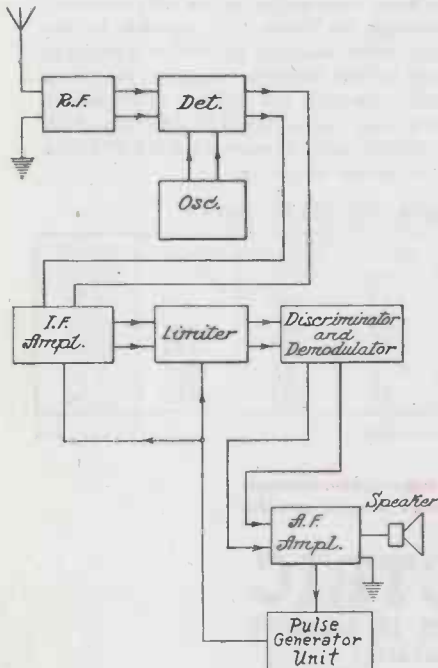 R.F.
Det.
Osc.
I.F.
Ampl.
Limiter
Discriminator
and
Demodulator
Speaker
A.F.
Ampl.
Pulse
Generator
Unit